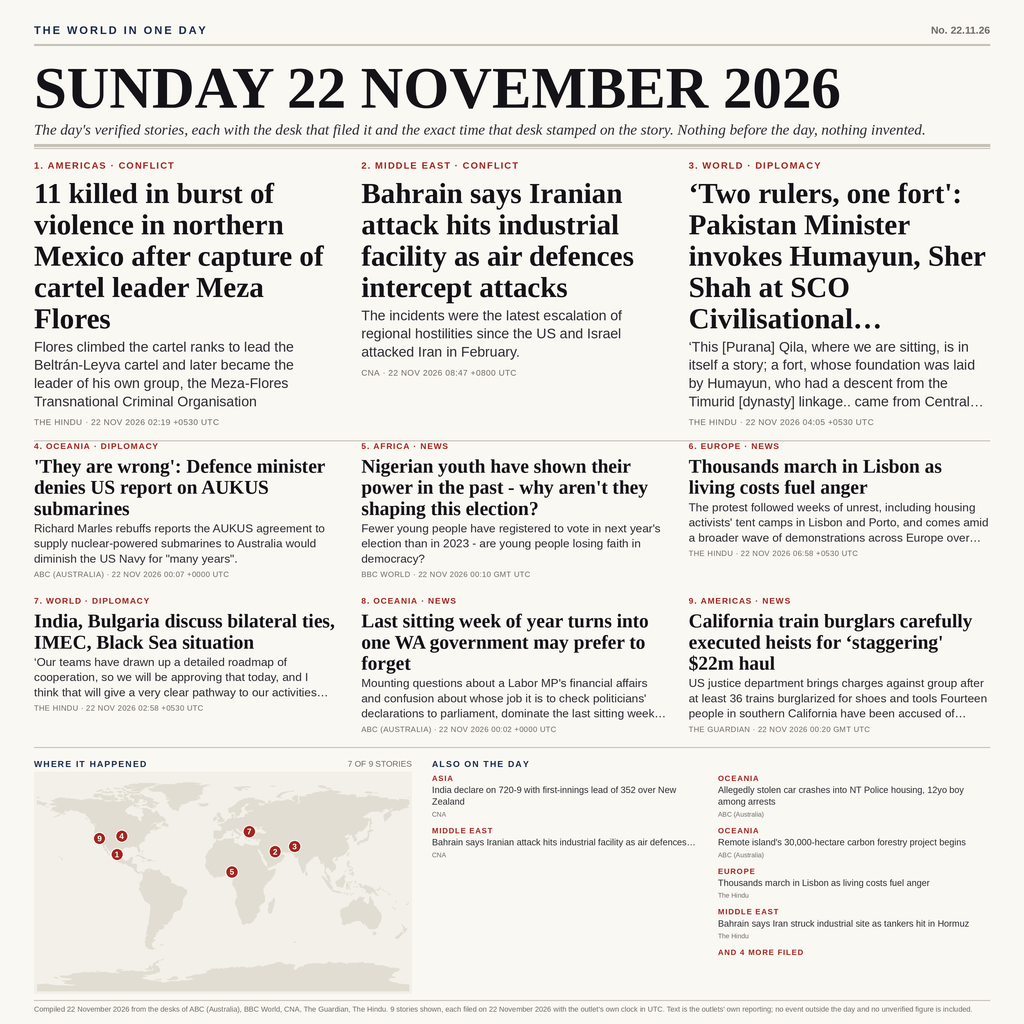 THE WORLD IN ONE DAY
No. 22.11.26
SUNDAY 22 NOVEMBER 2026
The day's verified stories, each with the desk that filed it and the exact time that desk stamped on the story. Nothing before the day, nothing invented.
1. AMERICAS · CONFLICT
11 killed in burst of
violence in northern
Mexico after capture of
cartel leader Meza
Flores
Flores climbed the cartel ranks to lead the
Beltrán-Leyva cartel and later became the
leader of his own group, the Meza-Flores
Transnational Criminal Organisation
THE HINDU · 22 NOV 2026 02:19 +0530 UTC
2. MIDDLE EAST · CONFLICT
Bahrain says Iranian
attack hits industrial
facility as air defences
intercept attacks
The incidents were the latest escalation of
regional hostilities since the US and Israel
attacked Iran in February.
CNA · 22 NOV 2026 08:47 +0800 UTC
3. WORLD · DIPLOMACY
‘Two rulers, one fort':
Pakistan Minister
invokes Humayun, Sher
Shah at SCO
Civilisational…
‘This [Purana] Qila, where we are sitting, is in
itself a story; a fort, whose foundation was laid
by Humayun, who had a descent from the
Timurid [dynasty] linkage.. came from Central…
THE HINDU · 22 NOV 2026 04:05 +0530 UTC
4. OCEANIA · DIPLOMACY
'They are wrong': Defence minister
denies US report on AUKUS
submarines
Richard Marles rebuffs reports the AUKUS agreement to
supply nuclear-powered submarines to Australia would
diminish the US Navy for "many years".
ABC (AUSTRALIA) · 22 NOV 2026 00:07 +0000 UTC
5. AFRICA · NEWS
Nigerian youth have shown their
power in the past - why aren't they
shaping this election?
Fewer young people have registered to vote in next year's
election than in 2023 - are young people losing faith in
democracy?
BBC WORLD · 22 NOV 2026 00:10 GMT UTC
6. EUROPE · NEWS
Thousands march in Lisbon as
living costs fuel anger
The protest followed weeks of unrest, including housing
activists' tent camps in Lisbon and Porto, and comes amid
a broader wave of demonstrations across Europe over…
THE HINDU · 22 NOV 2026 06:58 +0530 UTC
7. WORLD · DIPLOMACY
India, Bulgaria discuss bilateral ties,
IMEC, Black Sea situation
‘Our teams have drawn up a detailed roadmap of
cooperation, so we will be approving that today, and I
think that will give a very clear pathway to our activities…
THE HINDU · 22 NOV 2026 02:58 +0530 UTC
8. OCEANIA · NEWS
Last sitting week of year turns into
one WA government may prefer to
forget
Mounting questions about a Labor MP's financial affairs
and confusion about whose job it is to check politicians'
declarations to parliament, dominate the last sitting week…
ABC (AUSTRALIA) · 22 NOV 2026 00:02 +0000 UTC
9. AMERICAS · NEWS
California train burglars carefully
executed heists for ‘staggering'
$22m haul
US justice department brings charges against group after
at least 36 trains burglarized for shoes and tools Fourteen
people in southern California have been accused of…
THE GUARDIAN · 22 NOV 2026 00:20 GMT UTC
WHERE IT HAPPENED
7 OF 9 STORIES
9
4
1
7
2
3
5
ALSO ON THE DAY
ASIA
India declare on 720-9 with first-innings lead of 352 over New
Zealand
CNA
MIDDLE EAST
Bahrain says Iranian attack hits industrial facility as air defences…
CNA
OCEANIA
Allegedly stolen car crashes into NT Police housing, 12yo boy
among arrests
ABC (Australia)
OCEANIA
Remote island's 30,000-hectare carbon forestry project begins
ABC (Australia)
EUROPE
Thousands march in Lisbon as living costs fuel anger
The Hindu
MIDDLE EAST
Bahrain says Iran struck industrial site as tankers hit in Hormuz
The Hindu
AND 4 MORE FILED
Compiled 22 November 2026 from the desks of ABC (Australia), BBC World, CNA, The Guardian, The Hindu. 9 stories shown, each filed on 22 November 2026 with the outlet's own clock in UTC. Text is the outlets' own reporting; no event outside the day and no unverified figure is included.